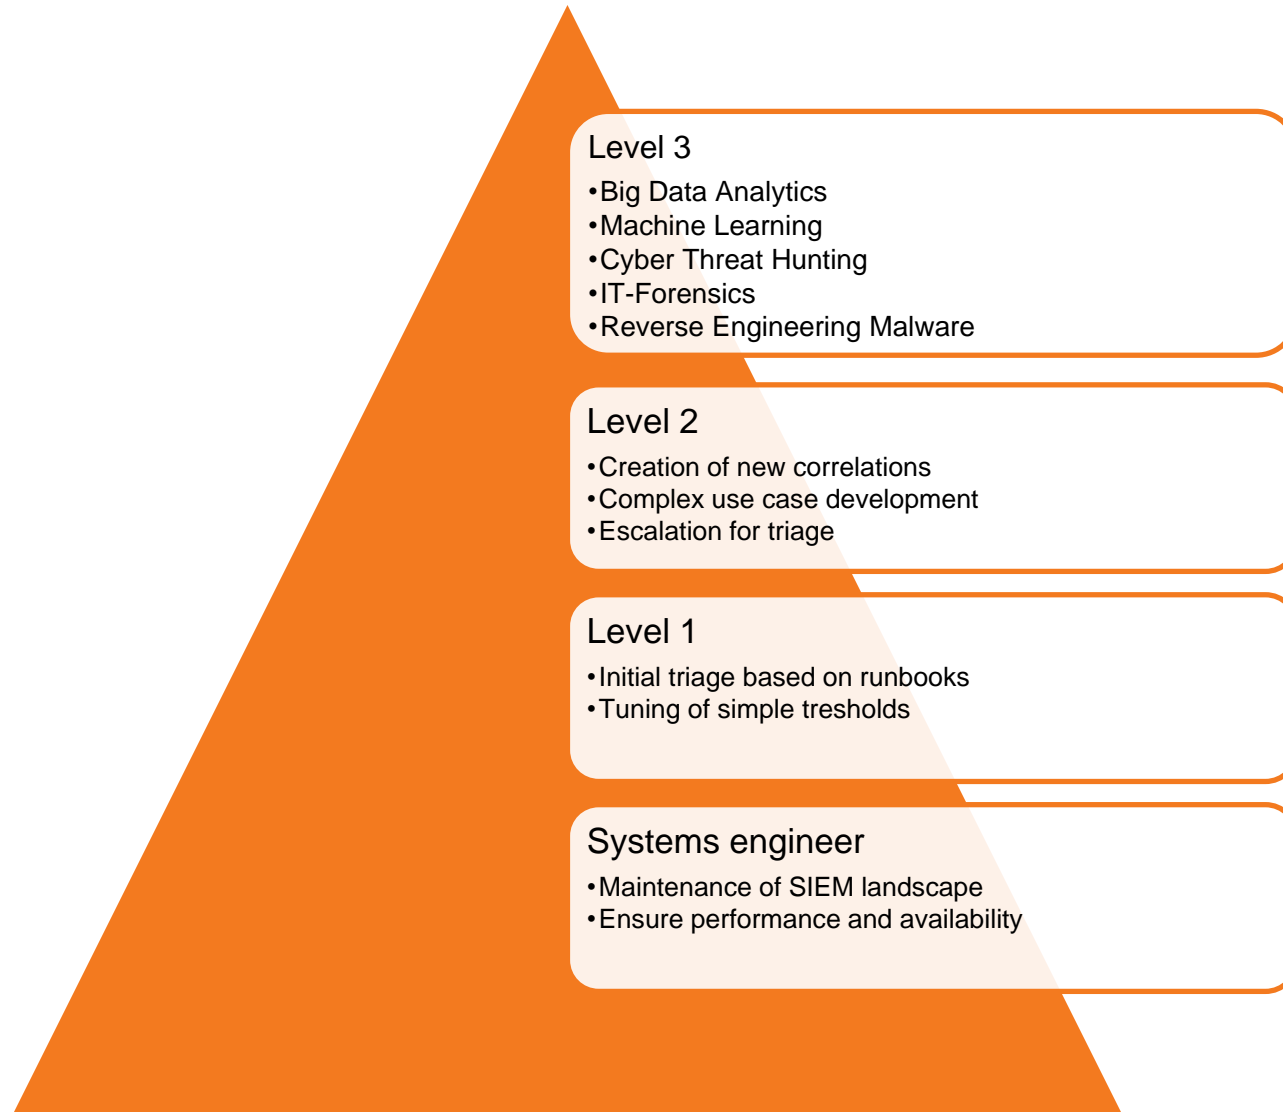 Level 3
•Big Data Analytics
•Machine Learning
•Cyber Threat Hunting
•IT-Forensics
•Reverse Engineering Malware
Level 2
•Creation of new correlations
•Complex use case development
•Escalation for triage
Level 1
•Initial triage based on runbooks
•Tuning of simple tresholds
Systems engineer
•Maintenance of SIEM landscape
•Ensure performance and availability